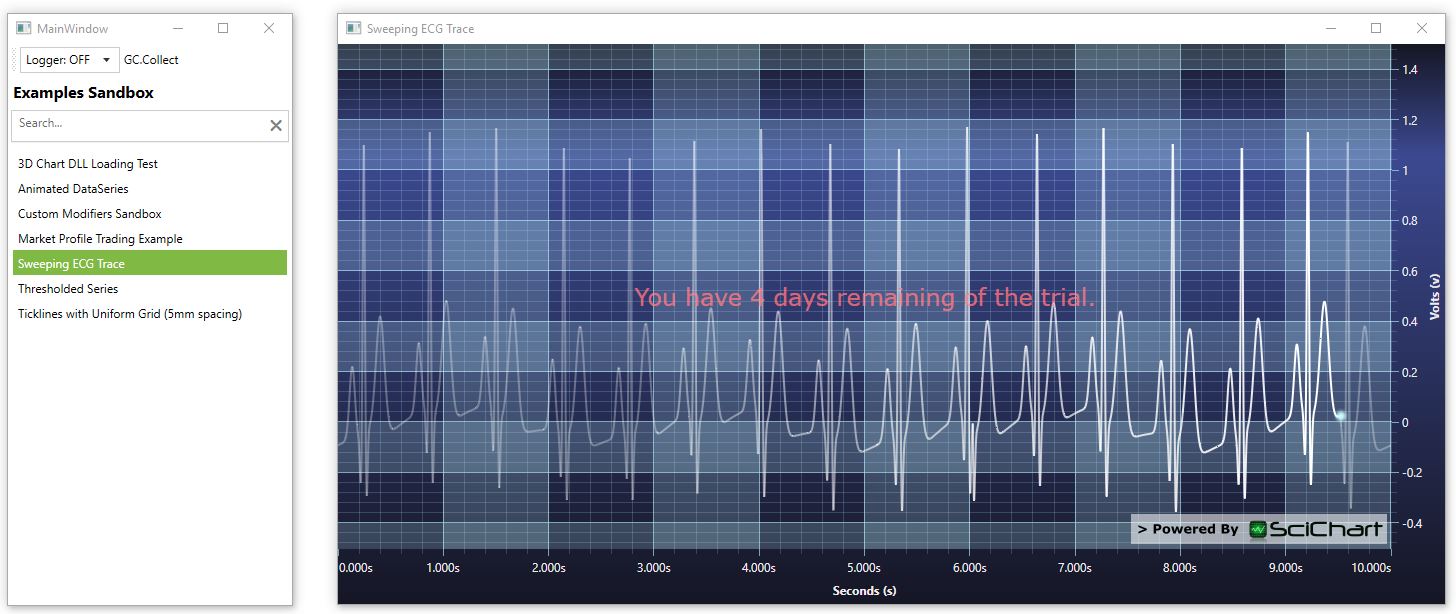 MainWindow
Logger: OFF
GC.Collect
Examples Sandbox
Search...
3D Chart DLL Loading Test
Animated DataSeries
Custom Modifiers Sandbox
Market Profile Trading Example
Sweeping ECG Trace
Thresholded Series
Ticklines with Uniform Grid (5mm spacing)
Sweeping ECG Trace
You have 4 days remaining of the trial.
1.4
1.2
1
0.8
0.6
0.4
0.2
0
-0.2
-0.4
Volts (v)
> Powered By SciChart
0.000s 1.000s 2.000s 3.000s 4.000s 5.000s 6.000s 7.000s 8.000s 9.000s 10.000s
Seconds (s)